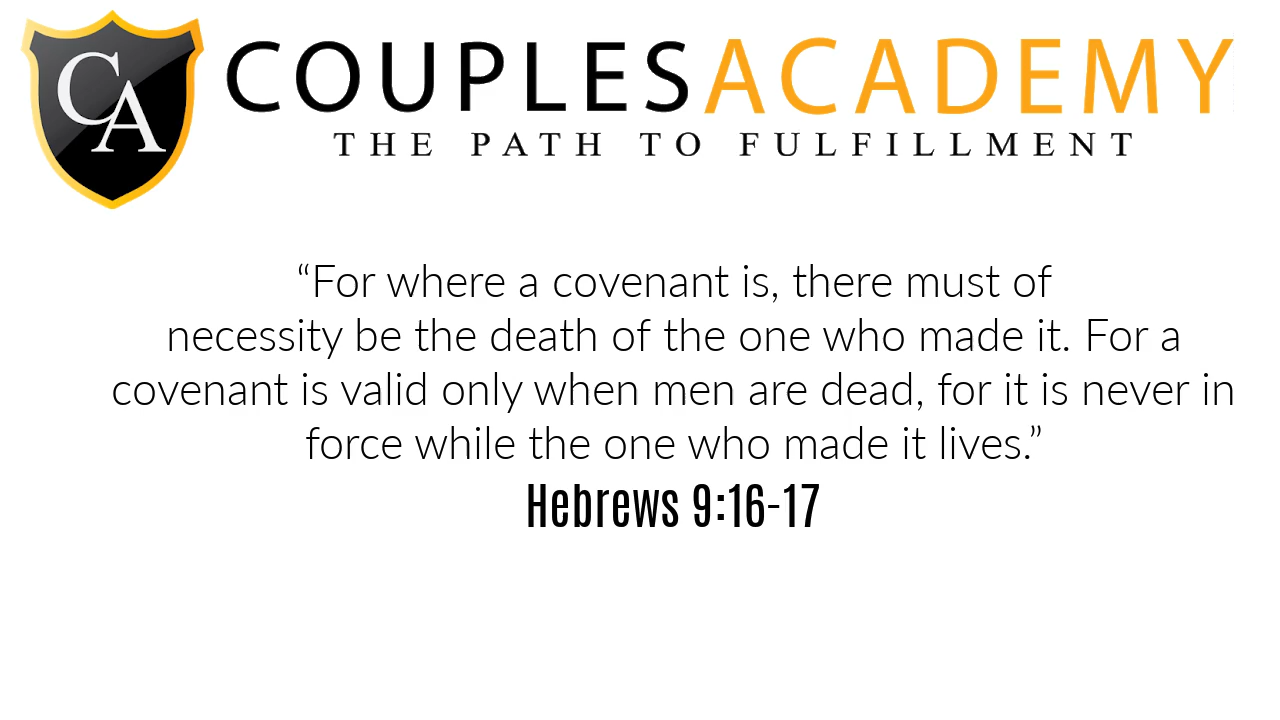 CA
COUPLESACADEMY
THE PATH TO FULFILLMENT
“For where a covenant is, there must of
necessity be the death of the one who made it. For a
covenant is valid only when men are dead, for it is never in
force while the one who made it lives.”
Hebrews 9:16-17